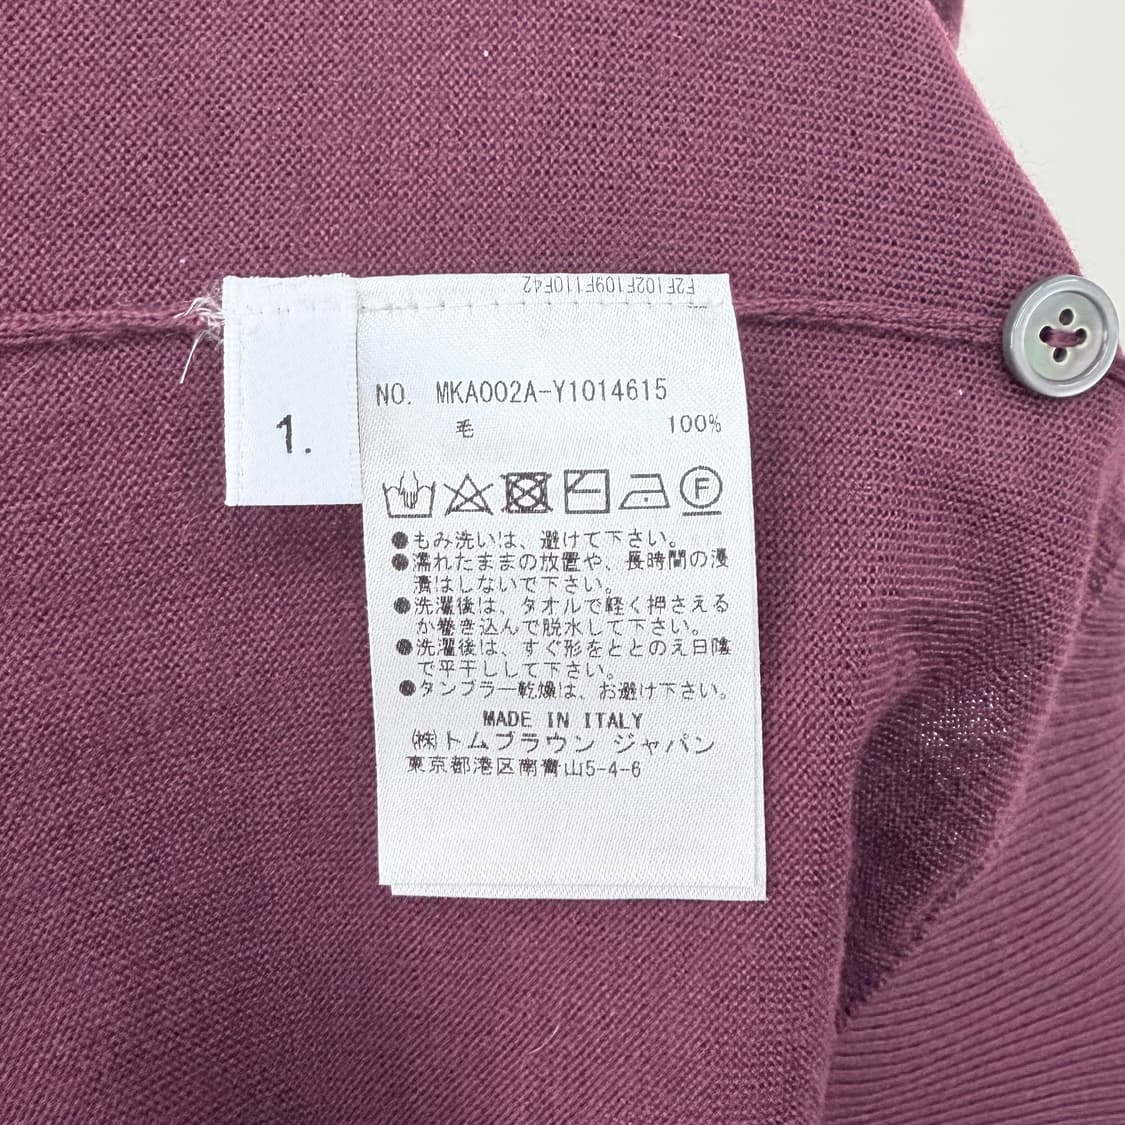 F2F102F109F110F42
1.
NO. MKA002A-Y1014615
毛 100%
F
●もみ洗いは、避けて下さい。
●濡れたままの放置や、長時間の浸
漬はしないで下さい。
●洗濯後は、タオルで軽く押さえる
か巻き込んで脱水して下さい。
●洗濯後は、すぐ形をととのえ日陰
で平干しして下さい。
●タンブラー乾燥は、お避け下さい。
MADE IN ITALY
㈱トムブラウン ジャパン
東京都港区南青山5-4-6